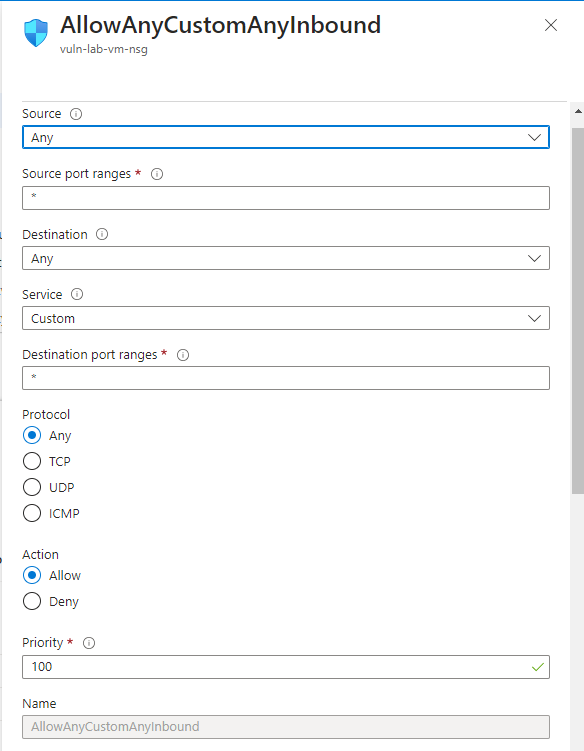 AllowAnyCustomAnyInbound
vuln-lab-vm-nsg
Source
Any
Source port ranges *
*
Destination
Any
Service
Custom
Destination port ranges *
*
Protocol
Any
TCP
UDP
ICMP
Action
Allow
Deny
Priority *
100
Name
AllowAnyCustomAnyInbound